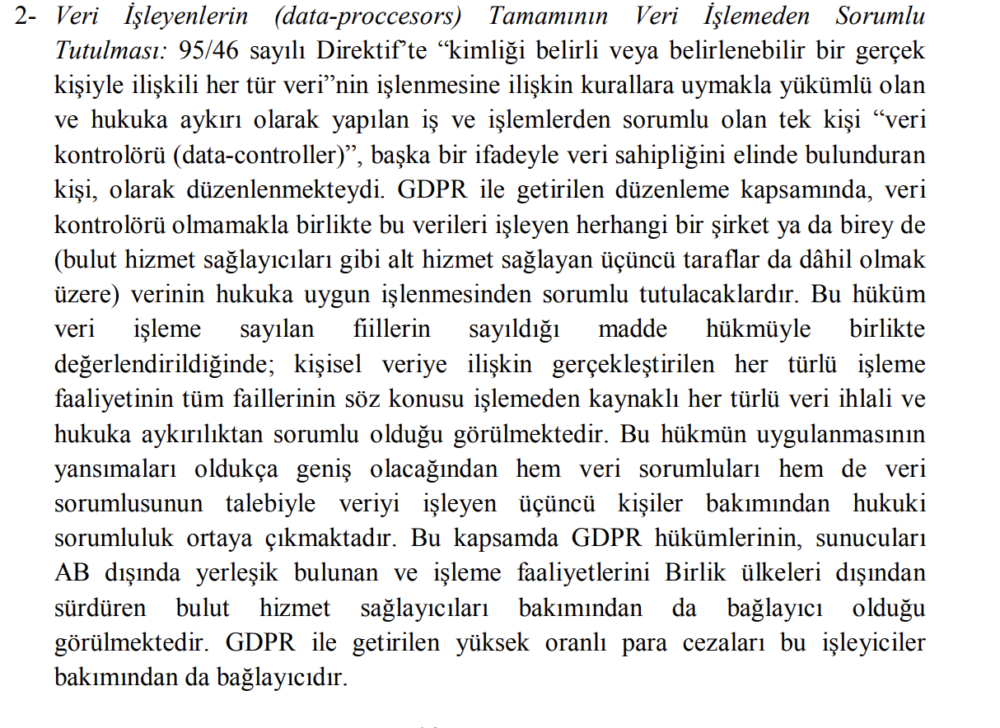 2- Veri İşleyenlerin (data-proccesors) Tamamının Veri İşlemeden Sorumlu
Tutulması: 95/46 sayılı Direktif’te “kimliği belirli veya belirlenebilir bir gerçek
kişiyle ilişkili her tür veri”nin işlenmesine ilişkin kurallara uymakla yükümlü olan
ve hukuka aykırı olarak yapılan iş ve işlemlerden sorumlu olan tek kişi “veri
kontrolörü (data-controller)”, başka bir ifadeyle veri sahipliğini elinde bulunduran
kişi, olarak düzenlenmekteydi. GDPR ile getirilen düzenleme kapsamında, veri
kontrolörü olmamakla birlikte bu verileri işleyen herhangi bir şirket ya da birey de
(bulut hizmet sağlayıcıları gibi alt hizmet sağlayan üçüncü taraflar da dâhil olmak
üzere) verinin hukuka uygun işlenmesinden sorumlu tutulacaklardır. Bu hüküm
veri işleme sayılan fiillerin sayıldığı madde hükmüyle birlikte
değerlendirildiğinde; kişisel veriye ilişkin gerçekleştirilen her türlü işleme
faaliyetinin tüm faillerinin söz konusu işlemeden kaynaklı her türlü veri ihlali ve
hukuka aykırılıktan sorumlu olduğu görülmektedir. Bu hükmün uygulanmasının
yansımaları oldukça geniş olacağından hem veri sorumluları hem de veri
sorumlusunun talebiyle veriyi işleyen üçüncü kişiler bakımından hukuki
sorumluluk ortaya çıkmaktadır. Bu kapsamda GDPR hükümlerinin, sunucuları
AB dışında yerleşik bulunan ve işleme faaliyetlerini Birlik ülkeleri dışından
sürdüren bulut hizmet sağlayıcıları bakımından da bağlayıcı olduğu
görülmektedir. GDPR ile getirilen yüksek oranlı para cezaları bu işleyiciler
bakımından da bağlayıcıdır.